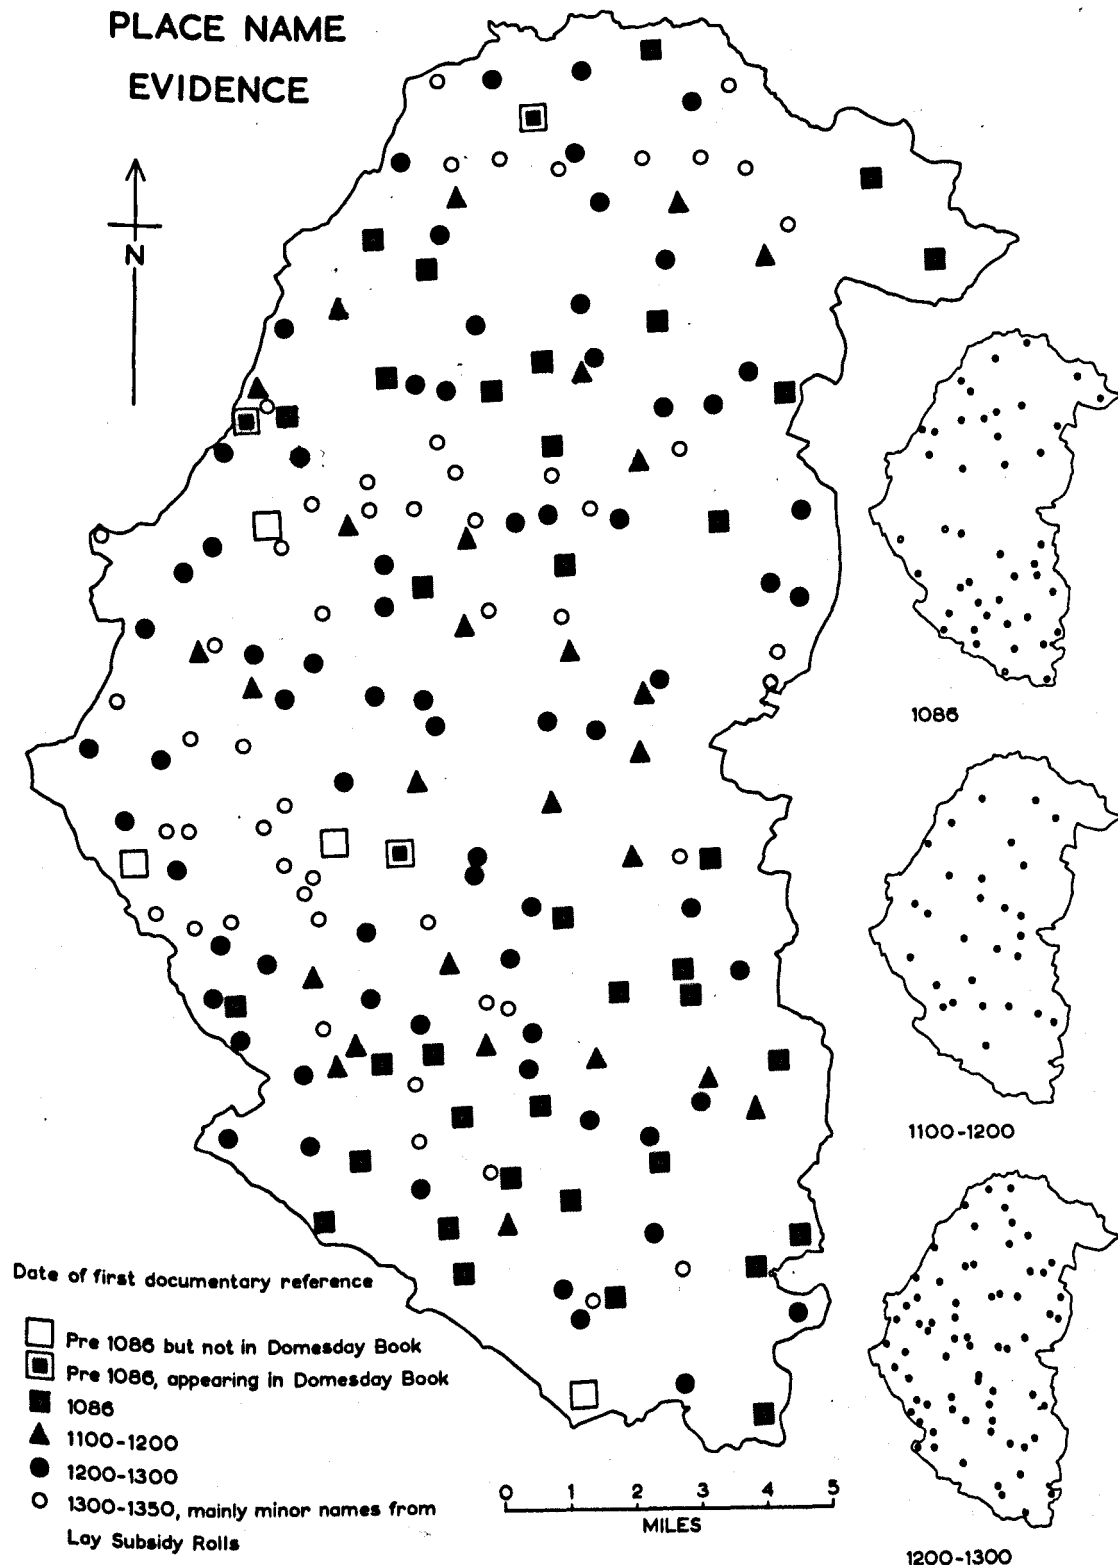 PLACE NAME
EVIDENCE
N
1086
1100-1200
1200-1300
Date of first documentary reference
Pre 1086 but not in Domesday Book
Pre 1086, appearing in Domesday Book
1086
1100-1200
1200-1300
1300-1350, mainly minor names from
Lay Subsidy Rolls
0 1 2 3 4 5
MILES